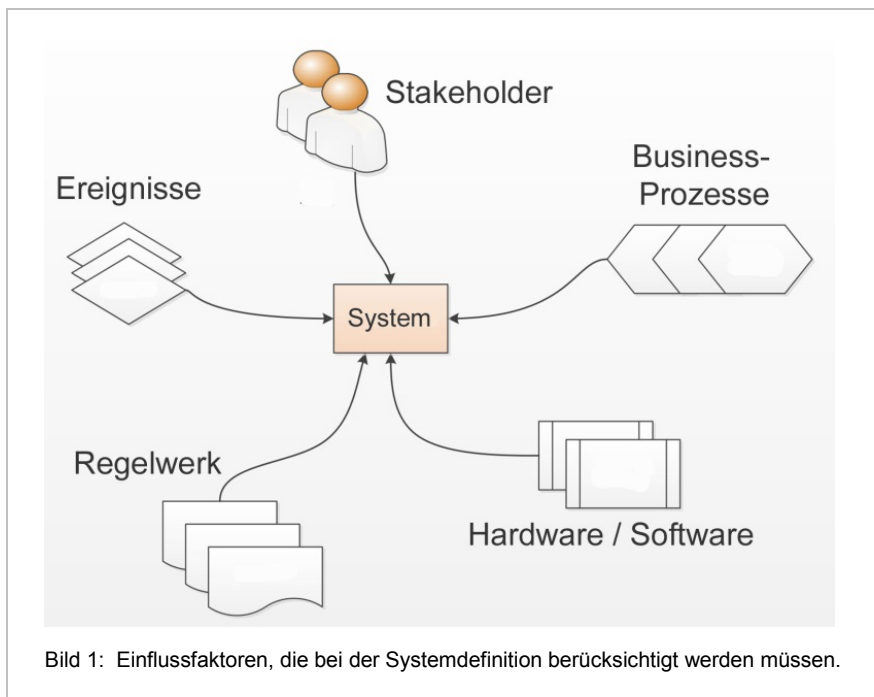 Stakeholder
Business-
Prozesse
Ereignisse
System
Regelwerk
Hardware / Software
Bild 1: Einflussfaktoren, die bei der Systemdefinition berücksichtigt werden müssen.